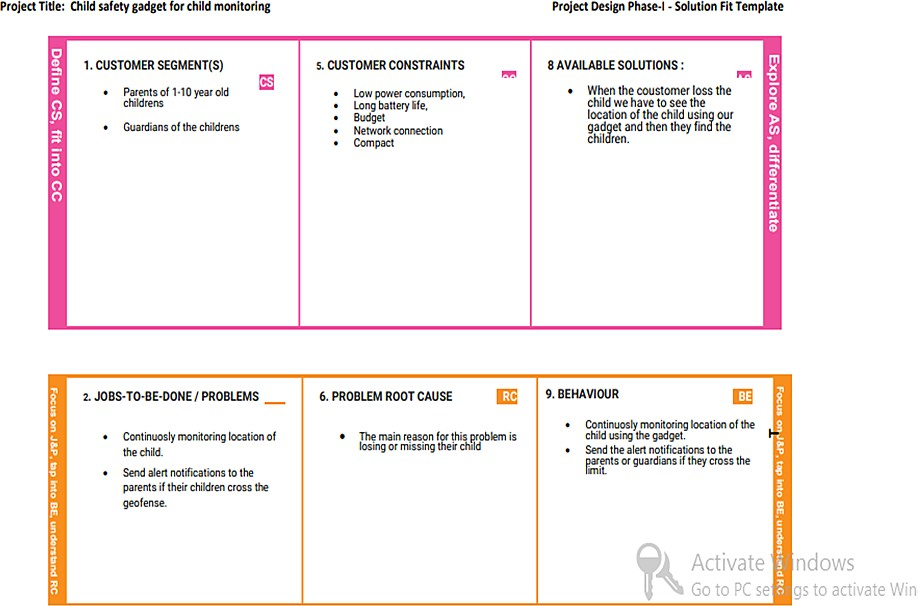 Project Title: Child safety gadget for child monitoring
Project Design Phase-I - Solution Fit Template
Define CS, fit into CC
1. CUSTOMER SEGMENT(S)
CS
• Parents of 1-10 year old
childrens
• Guardians of the childrens
5. CUSTOMER CONSTRAINTS
• Low power consumption,
• Long battery life,
• Budget
• Network connection
• Compact
8 AVAILABLE SOLUTIONS :
• When the coustomer loss the
child we have to see the
location of the child using our
gadget and then they find the
children.
Explore AS, differentiate
Focus on J&P, tap into BE, understand RC
2. JOBS-TO-BE-DONE / PROBLEMS
• Continuosly monitoring location of
the child.
• Send alert notifications to the
parents if their children cross the
geofense.
6. PROBLEM ROOT CAUSE
RC
• The main reason for this problem is
losing or missing their child
9. BEHAVIOUR
BE
• Continuosly monitoring location of the
child using the gadget.
• Send the alert notifications to the
parents or guardians if they cross the
limit.
Focus on J&P, tap into BE, understand RC
Activate Windows
Go to PC settings to activate Win